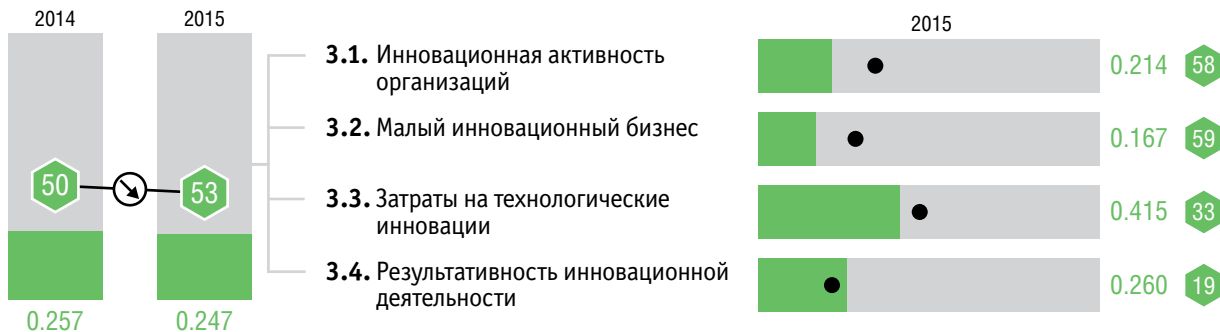 2014
2015
50
53
0.257
0.247
3.1. Инновационная активность
организаций
3.2. Малый инновационный бизнес
3.3. Затраты на технологические
инновации
3.4. Результативность инновационной
деятельности
2015
0.214 58
0.167 59
0.415 33
0.260 19